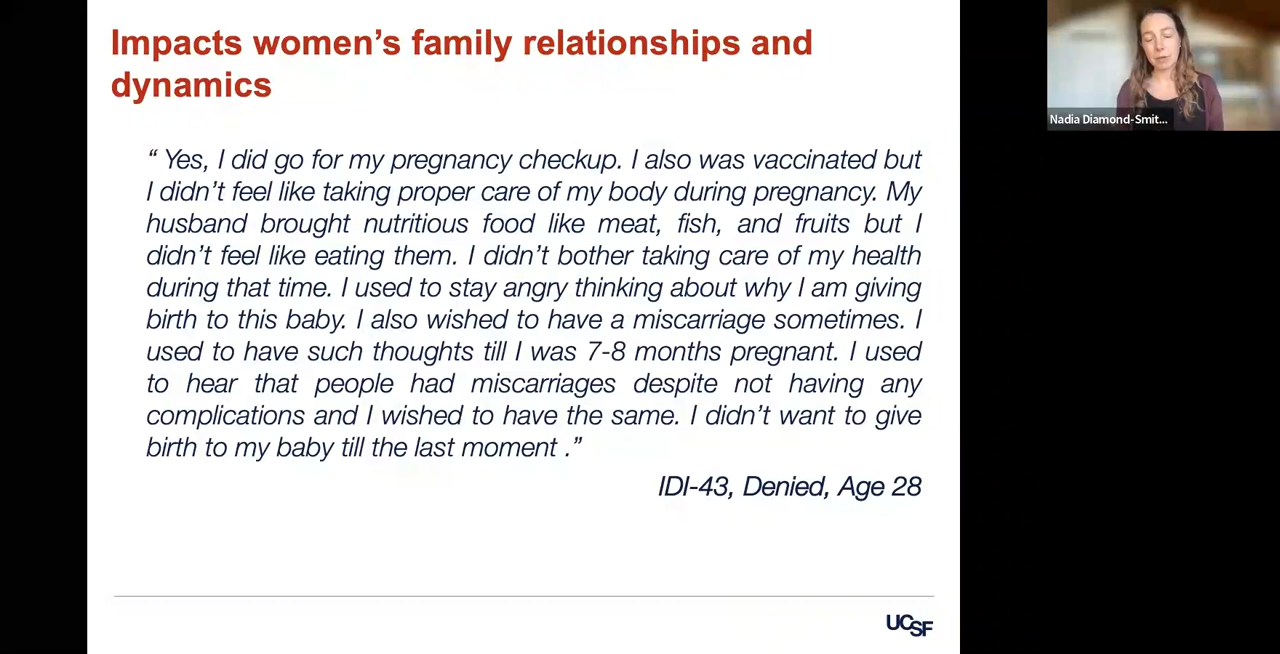 Impacts women’s family relationships and
dynamics
“ Yes, I did go for my pregnancy checkup. I also was vaccinated but
I didn’t feel like taking proper care of my body during pregnancy. My
husband brought nutritious food like meat, fish, and fruits but I
didn’t feel like eating them. I didn’t bother taking care of my health
during that time. I used to stay angry thinking about why I am giving
birth to this baby. I also wished to have a miscarriage sometimes. I
used to have such thoughts till I was 7-8 months pregnant. I used
to hear that people had miscarriages despite not having any
complications and I wished to have the same. I didn’t want to give
birth to my baby till the last moment .”
IDI-43, Denied, Age 28
UCSF
Nadia Diamond-Smit...